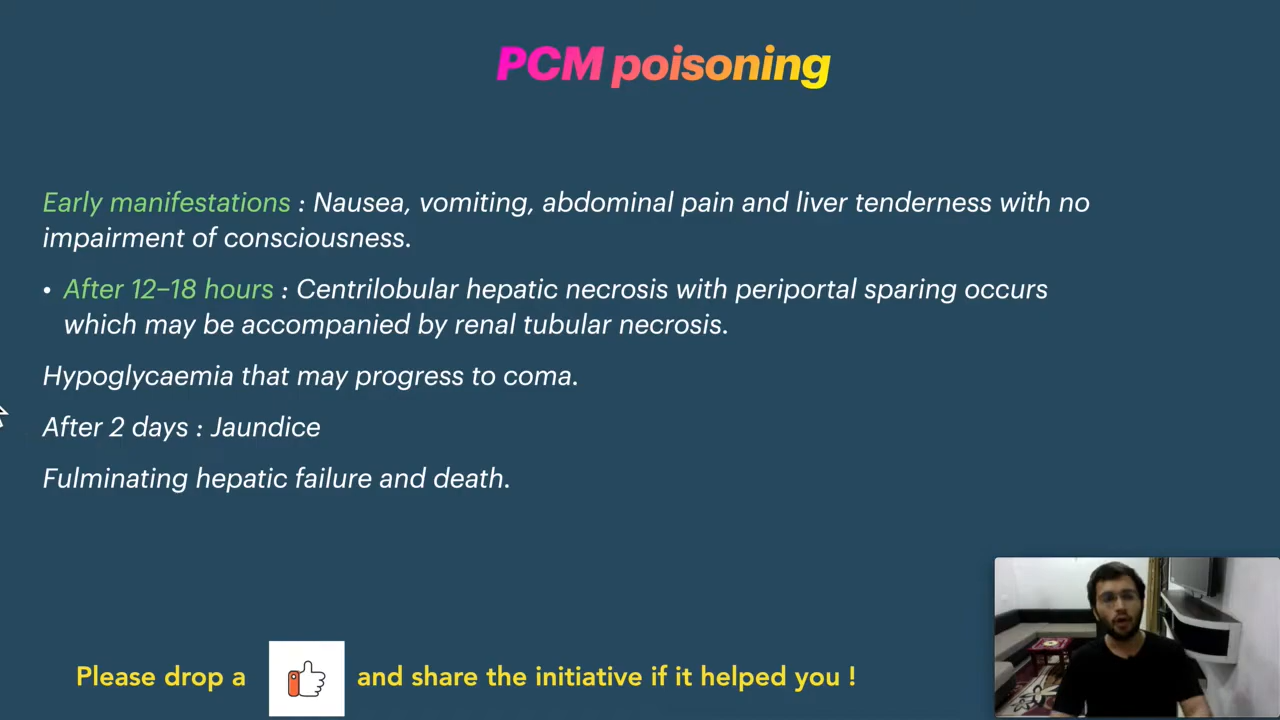 PCM poisoning
Early manifestations : Nausea, vomiting, abdominal pain and liver tenderness with no
impairment of consciousness.
• After 12–18 hours : Centrilobular hepatic necrosis with periportal sparing occurs
which may be accompanied by renal tubular necrosis.
Hypoglycaemia that may progress to coma.
After 2 days : Jaundice
Fulminating hepatic failure and death.
Please drop a and share the initiative if it helped you !